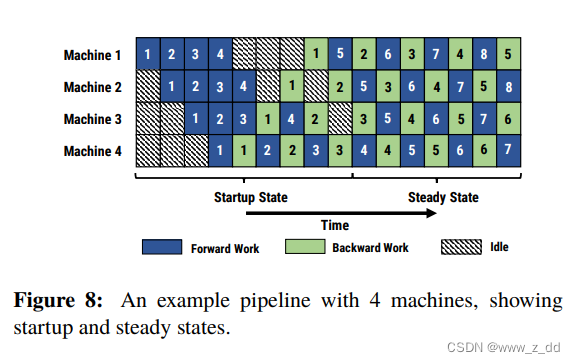 Machine 1 1 2 3 4 1 5 2 6 3 7 4 8 5
Machine 2 1 2 3 4 1 2 5 3 6 4 7 5 8
Machine 3 1 2 3 1 4 2 3 5 4 6 5 7 6
Machine 4 1 1 2 2 3 3 4 4 5 5 6 6 7
Startup State Steady State
Time
Forward Work Backward Work Idle
Figure 8: An example pipeline with 4 machines, showing
startup and steady states.
CSDN @www_z_dd